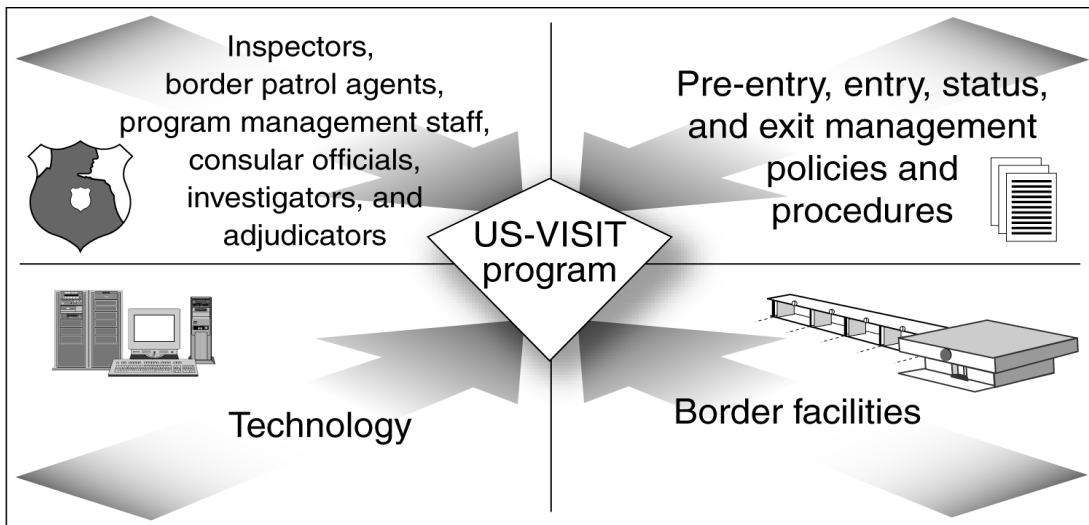 Inspectors,
border patrol agents,
program management staff,
consular officials,
investigators, and
adjudicators
Pre-entry, entry, status,
and exit management
policies and
procedures
US-VISIT
program
Technology
Border facilities